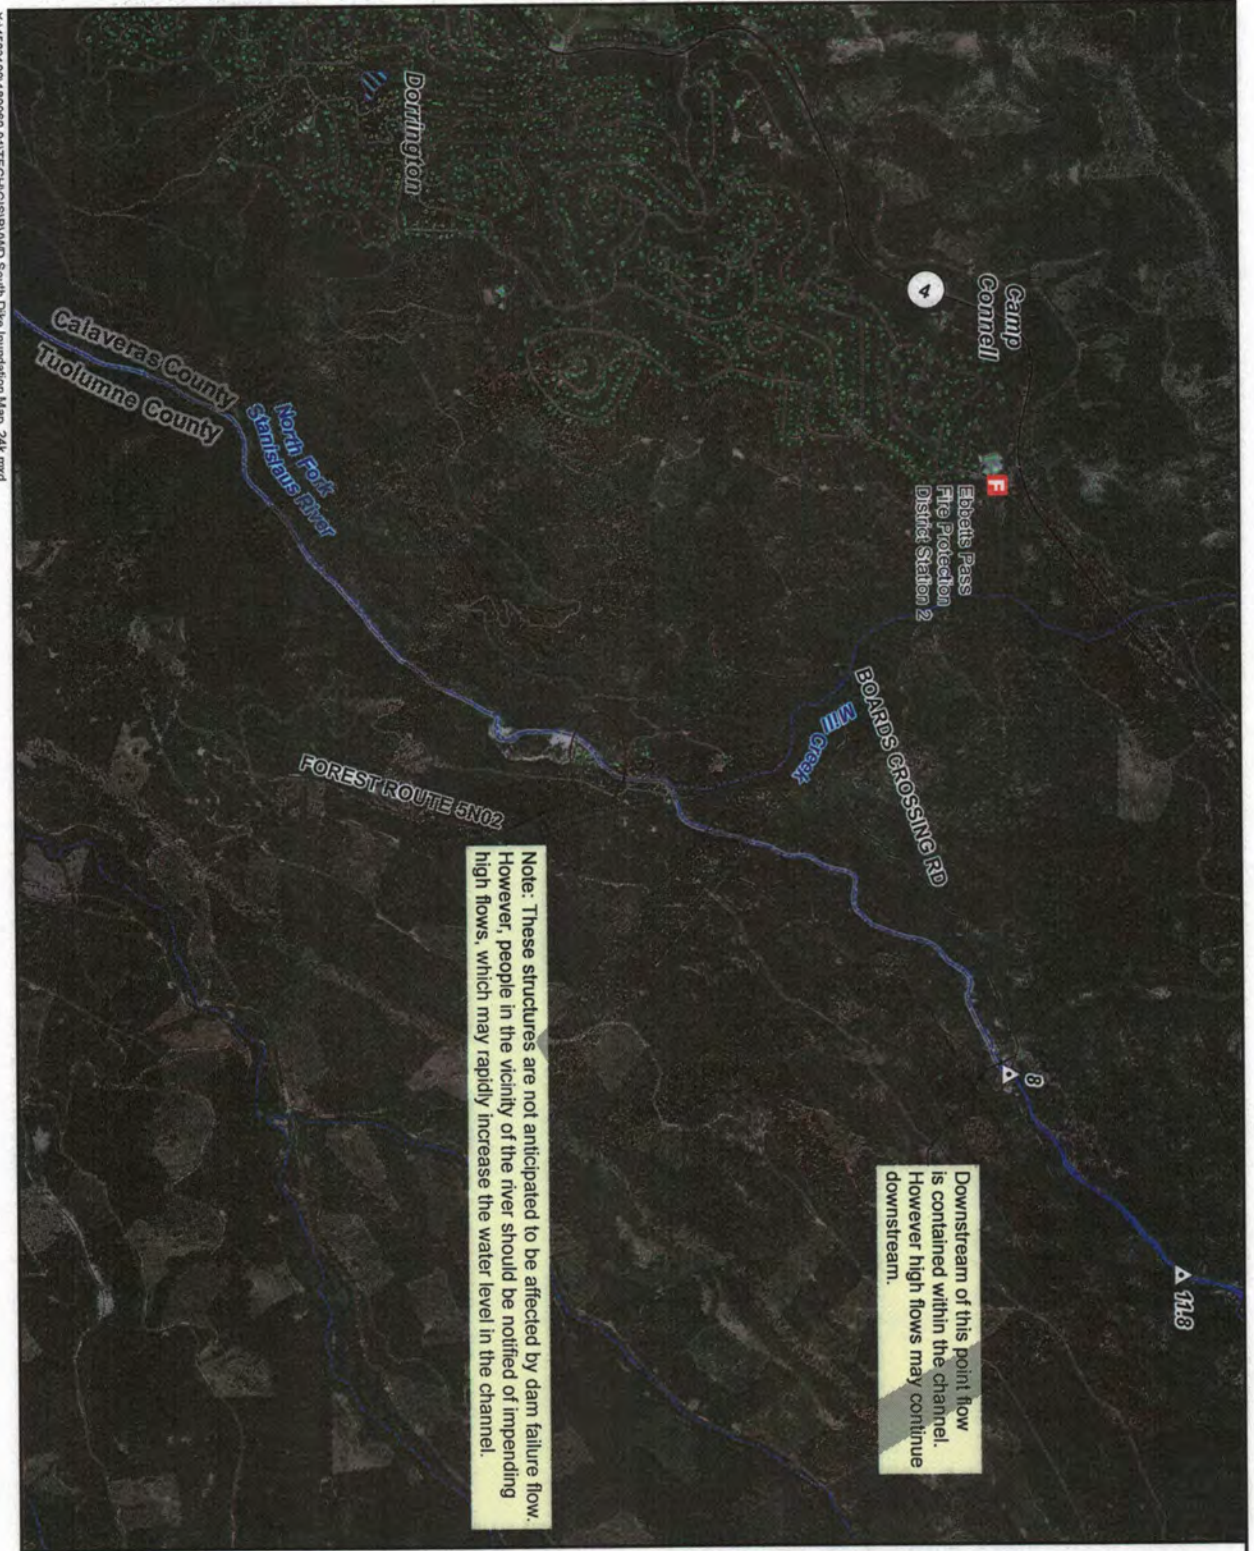 Camp
Connell
4
Dorrington
Ebbetts Pass
Fire Protection
District Station 2
F
BOARDS CROSSING RD
Mill Creek
North Fork
Stanislaus River
Calaveras County
Tuolumne County
FOREST ROUTE 5N02
8
11.8
Downstream of this point flow
is contained within the channel.
However high flows may continue
downstream.
Note: These structures are not anticipated to be affected by dam failure flow.
However, people in the vicinity of the river should be notified of impending
high flows, which may rapidly increase the water level in the channel.